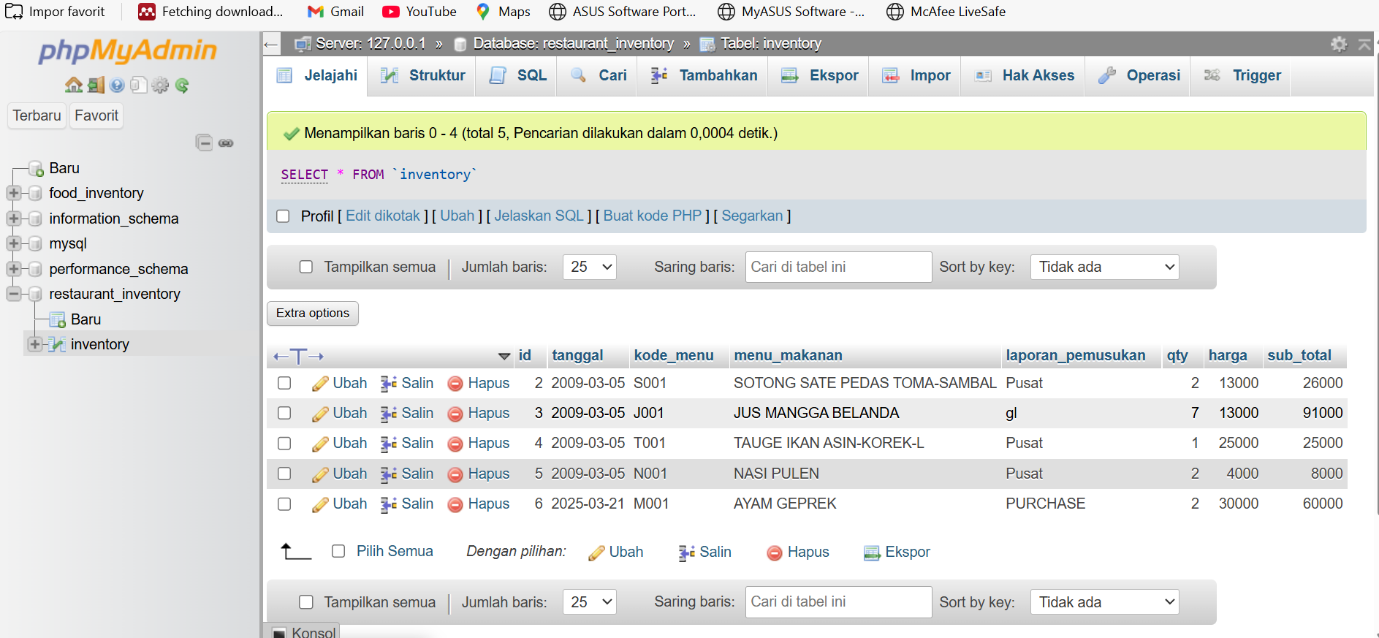 Impor favorit Fetching download... Gmail YouTube Maps ASUS Software Port... MyASUS Software -... McAfee LiveSafe
phpMyAdmin
Terbaru Favorit
Baru
food_inventory
information_schema
mysql
performance_schema
restaurant_inventory
Baru
inventory
Server: 127.0.0.1 » Database: restaurant_inventory » Tabel: inventory
Jelajahi Struktur SQL Cari Tambahkan Ekspor Impor Hak Akses Operasi Trigger
Menampilkan baris 0 - 4 (total 5, Pencarian dilakukan dalam 0,0004 detik.)
SELECT * FROM `inventory`
Profil [ Edit dikotak ] [ Ubah ] [ Jelaskan SQL ] [ Buat kode PHP ] [ Segarkan ]
Tampilkan semua | Jumlah baris: 25 Saring baris: Cari di tabel ini Sort by key: Tidak ada
Extra options
←T→ id tanggal kode_menu menu_makanan laporan_pemusukan qty harga sub_total
Ubah Salin Hapus 2 2009-03-05 S001 SOTONG SATE PEDAS TOMA-SAMBAL Pusat 2 13000 26000
Ubah Salin Hapus 3 2009-03-05 J001 JUS MANGGA BELANDA gl 7 13000 91000
Ubah Salin Hapus 4 2009-03-05 T001 TAUGE IKAN ASIN-KOREK-L Pusat 1 25000 25000
Ubah Salin Hapus 5 2009-03-05 N001 NASI PULEN Pusat 2 4000 8000
Ubah Salin Hapus 6 2025-03-21 M001 AYAM GEPREK PURCHASE 2 30000 60000
Pilih Semua Dengan pilihan: Ubah Salin Hapus Ekspor
Tampilkan semua | Jumlah baris: 25 Saring baris: Cari di tabel ini Sort by key: Tidak ada
Konsol